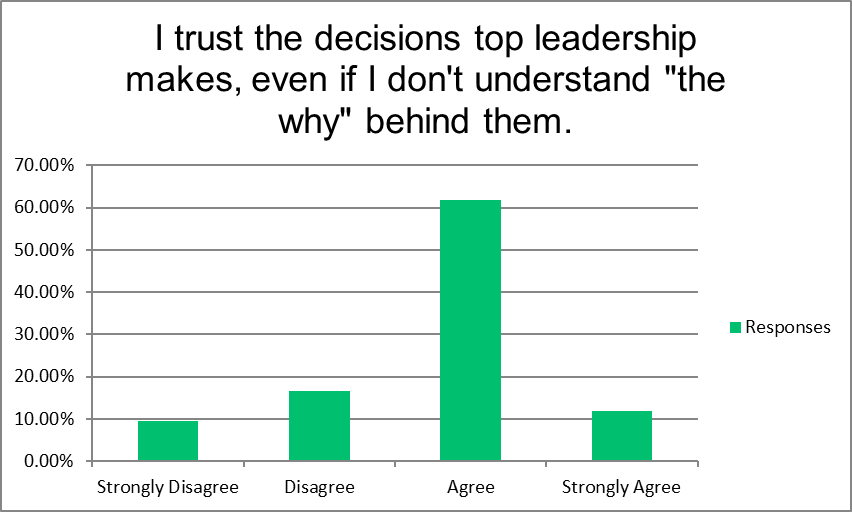 I trust the decisions top leadership
makes, even if I don't understand "the
why" behind them.
70.00%
60.00%
50.00%
40.00%
30.00%
20.00%
10.00%
0.00%
Strongly Disagree
Disagree
Agree
Strongly Agree
Responses